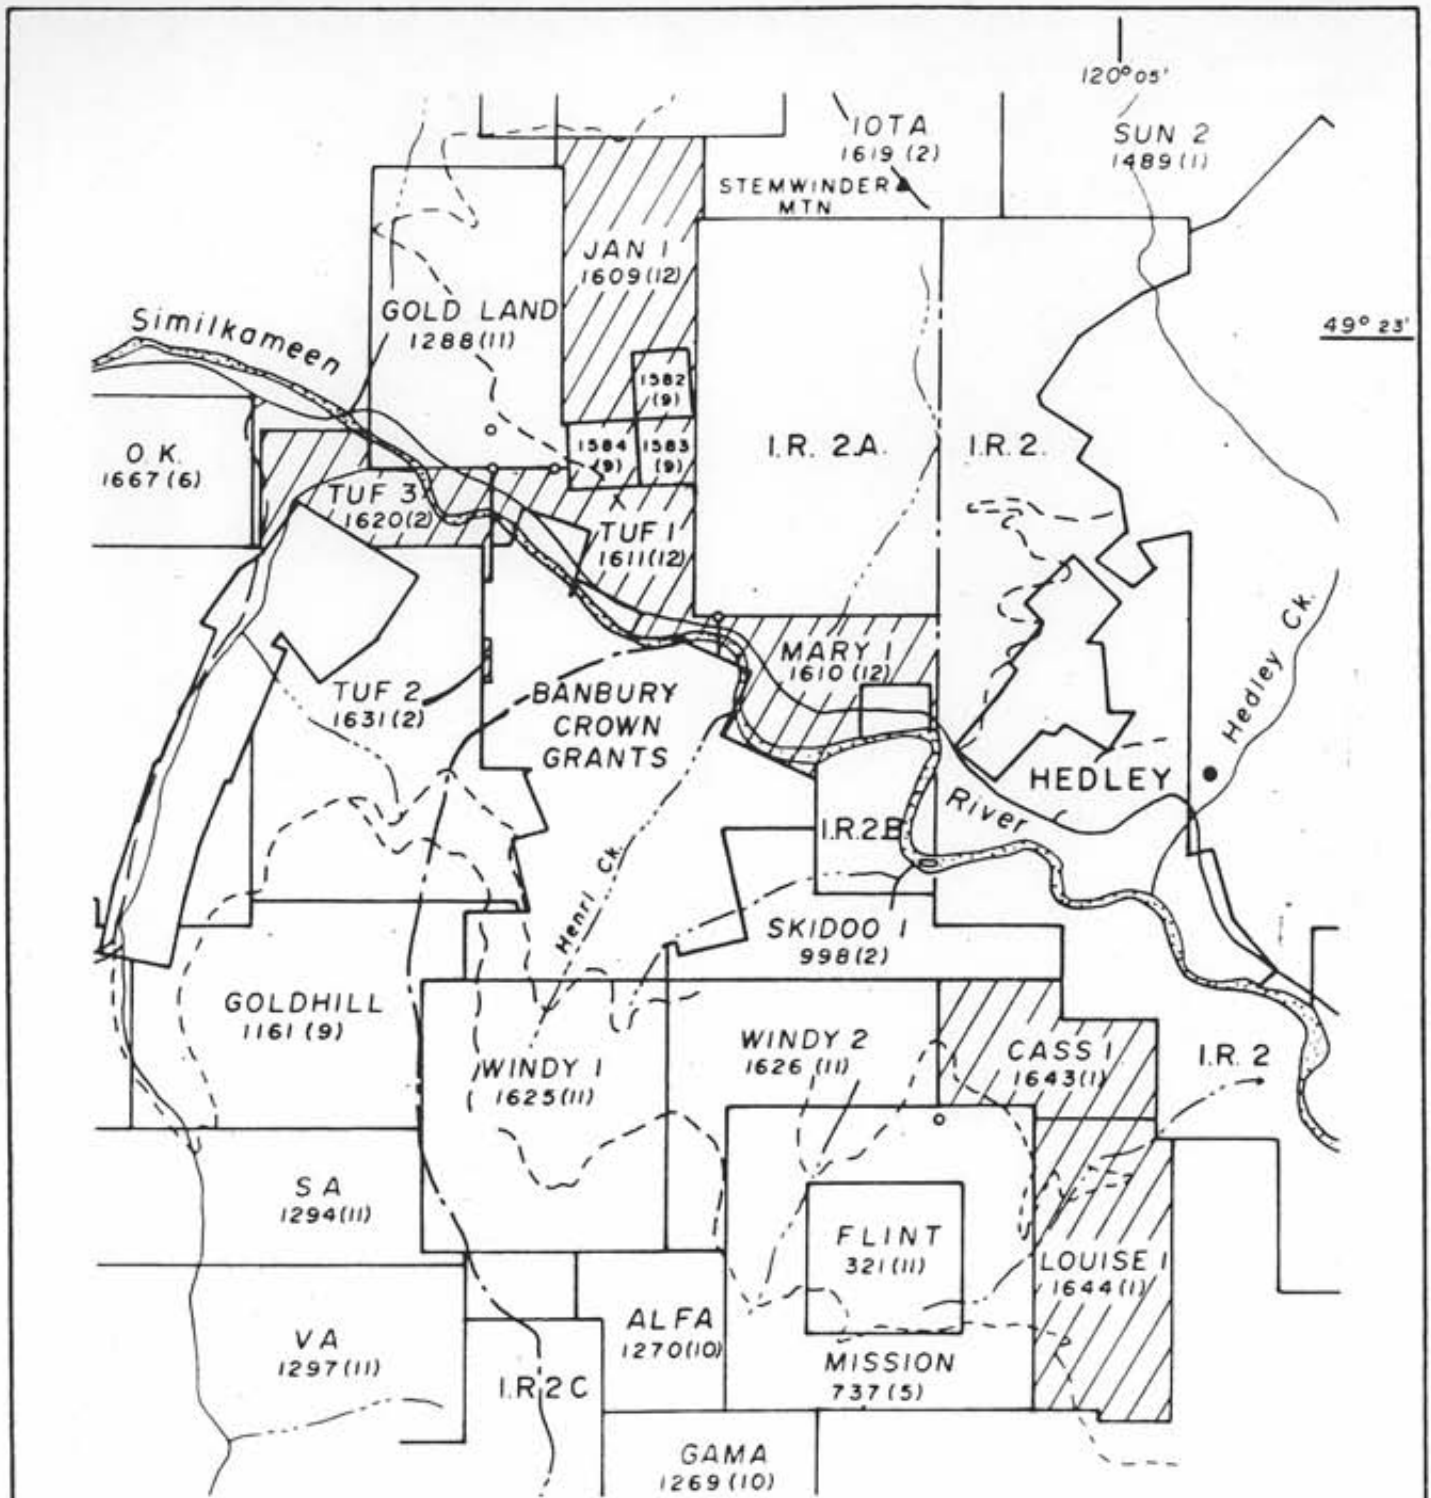 120° 05'
IOTA
1619 (2)
SUN 2
1489 (1)
STEMWINDER
MTN
JAN 1
1609 (12)
GOLD LAND
1288 (11)
Similkameen
49° 23'
1582
(9)
1584
(9)
1583
(9)
I.R. 2.A.
I.R. 2.
O.K.
1667 (6)
TUF 3
1620 (2)
TUF 1
1611 (12)
Hedley Ck.
MARY 1
1610 (12)
TUF 2
1631 (2)
BANBURY
CROWN
GRANTS
HEDLEY
River
I.R.2.B
Henri Ck.
SKIDOO 1
998 (2)
GOLDHILL
1161 (9)
WINDY 1
1625 (11)
WINDY 2
1626 (11)
CASS 1
1643 (1)
I.R. 2
SA
1294 (11)
FLINT
321 (11)
LOUISE 1
1644 (1)
VA
1297 (11)
ALFA
1270 (10)
MISSION
737 (5)
I.R.2 C
GAMA
1269 (10)